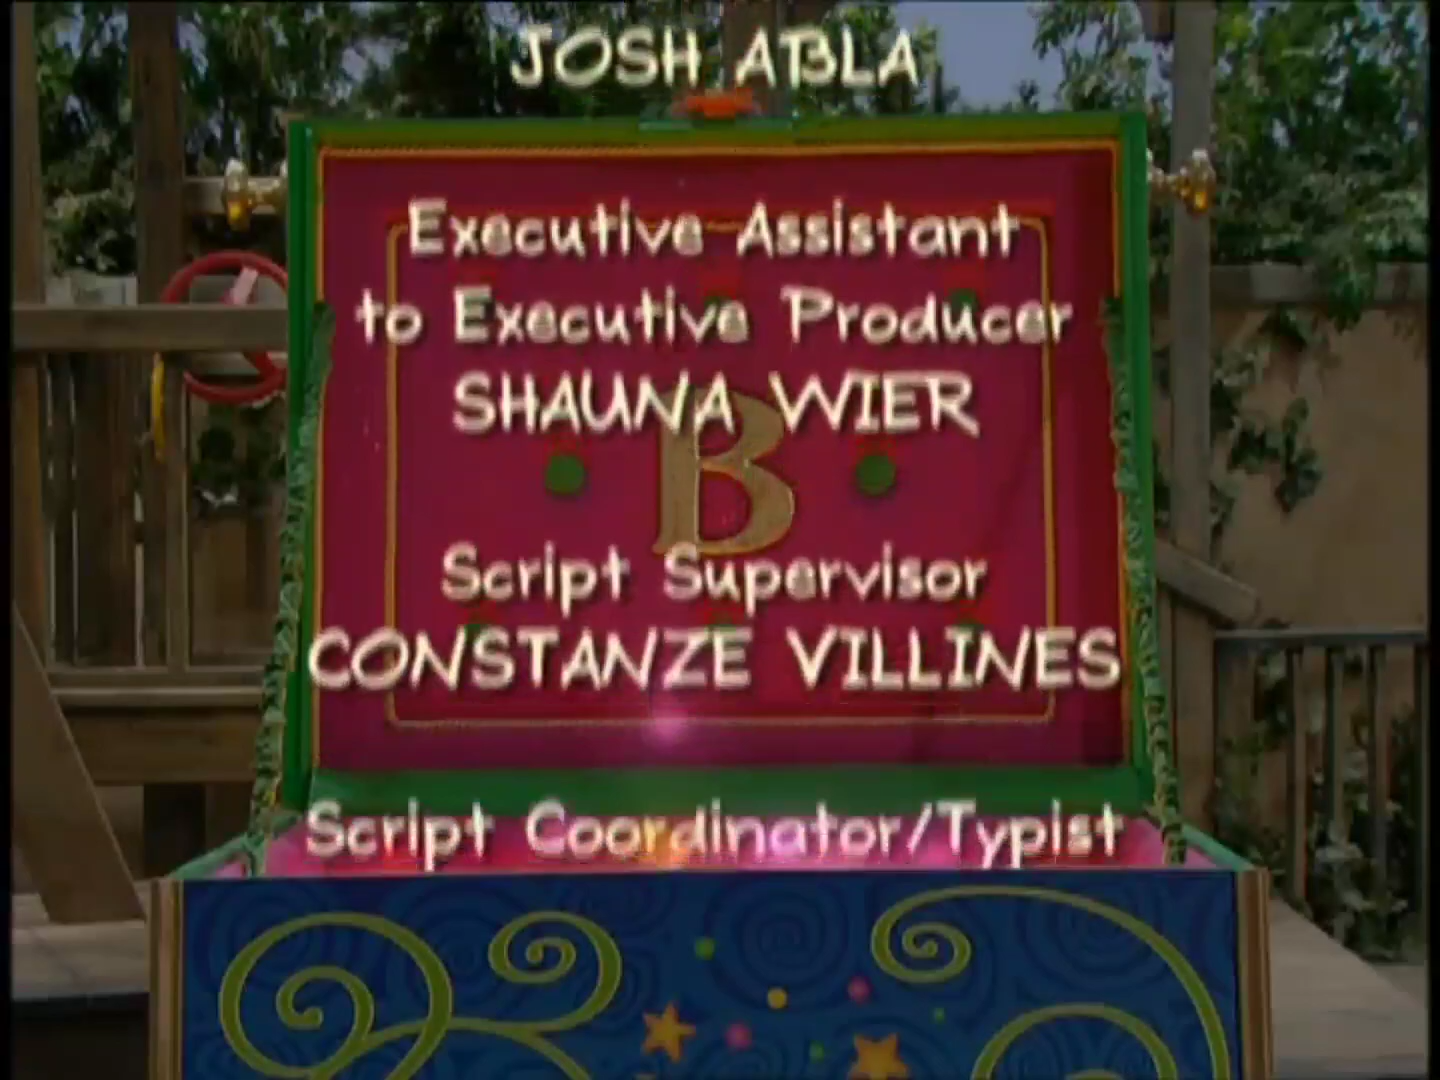 JOSH ABLA
Executive Assistant
to Executive Producer
SHAUNA WIER
B
Script Supervisor
CONSTANZE VILLINES
Script Coordinator/Typist